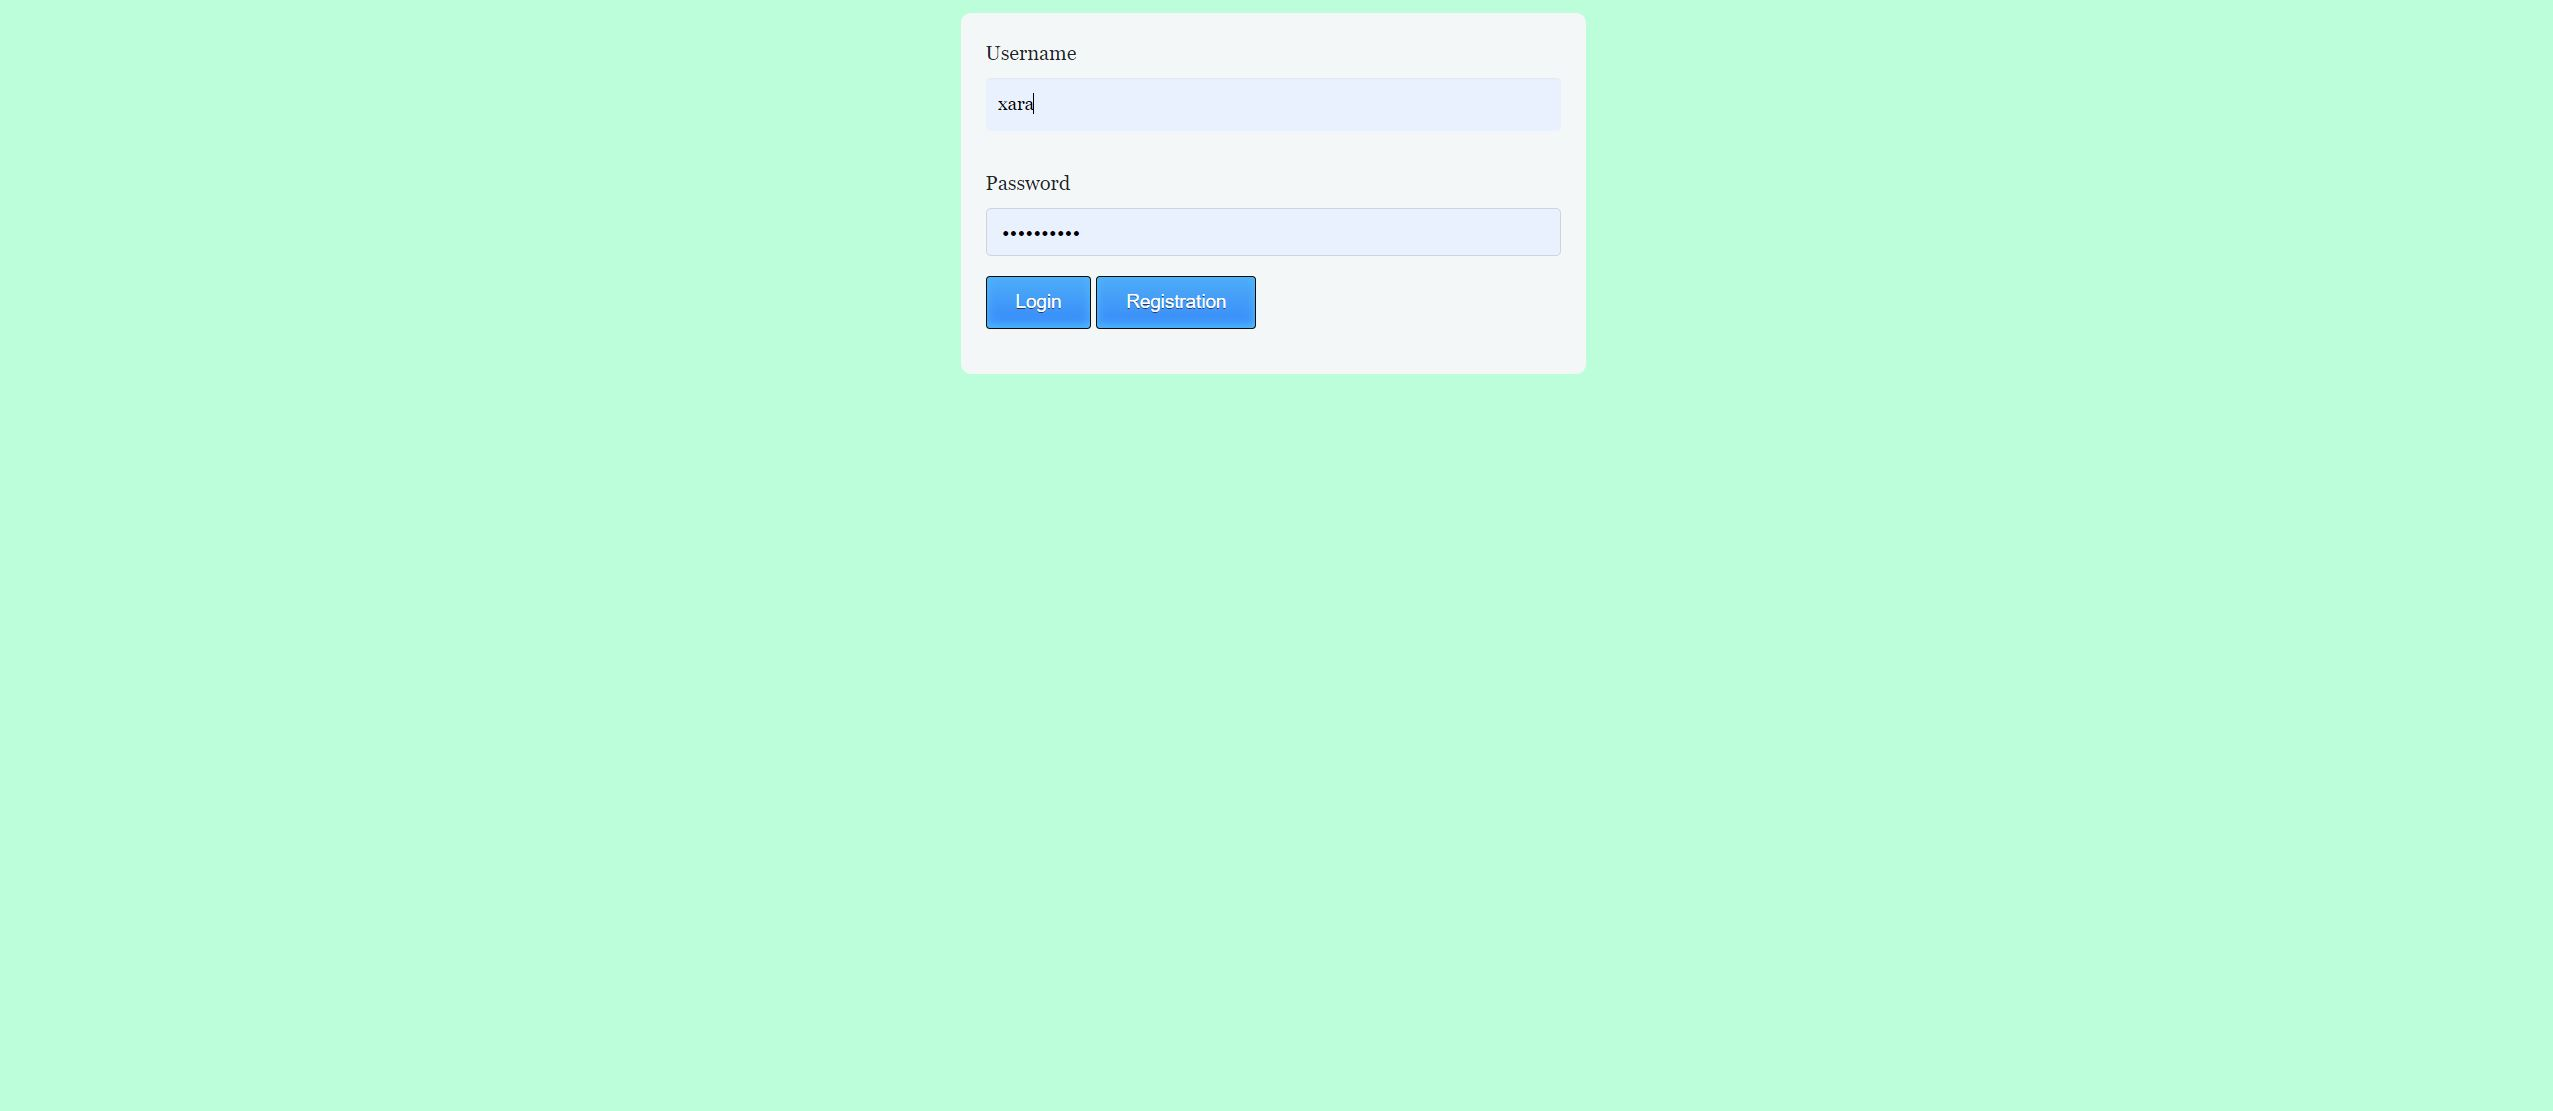 Username
xara
Password
••••••••••
Login Registration